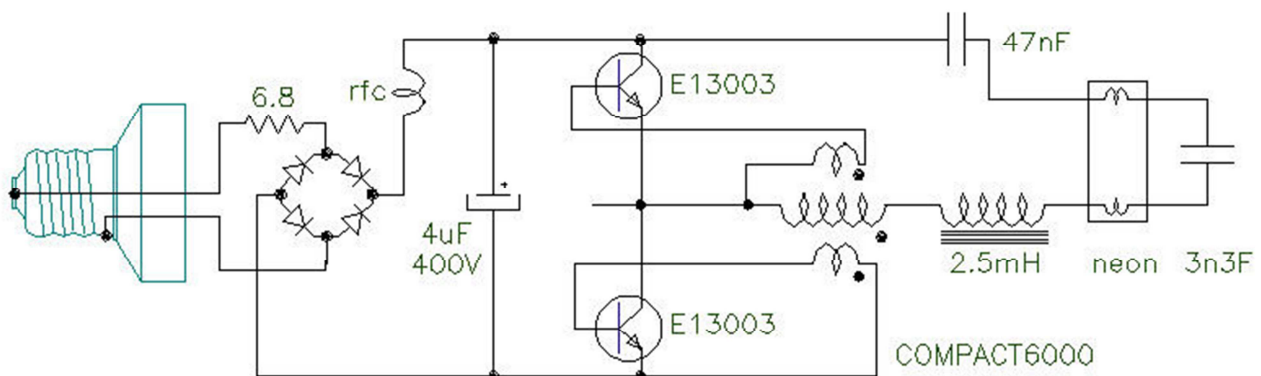 47nF
rfc
6.8
E13003
+
4uF
400V
2.5mH
neon
3n3F
E13003
COMPACT6000